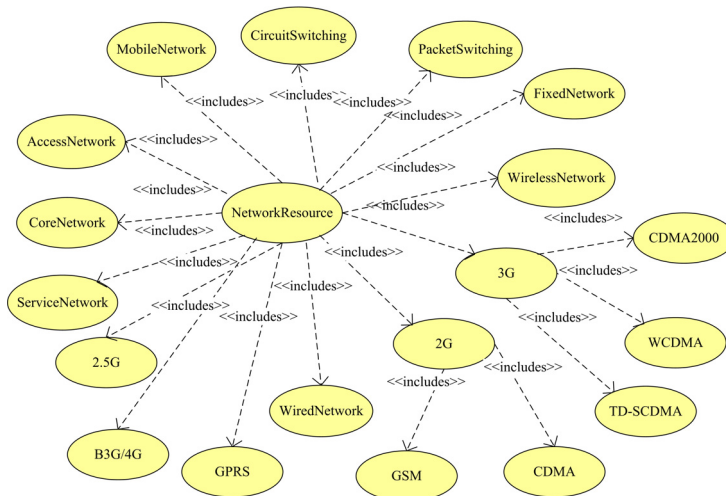 CircuitSwitching
MobileNetwork
PacketSwitching
<<includes>>
<<includes>>
<<includes>>
FixedNetwork
<<includes>>
AccessNetwork
<<includes>>
WirelessNetwork
<<includes>>
<<includes>>
NetworkResource
<<includes>>
CoreNetwork
<<includes>>
CDMA2000
<<includes>>
<<includes>>
3G
<<includes>>
ServiceNetwork
<<includes>>
<<includes>>
<<includes>>
<<includes>>
<<includes>>
2.5G
2G
WCDMA
<<includes>>
<<includes>>
WiredNetwork
TD-SCDMA
B3G/4G
GPRS
GSM
CDMA